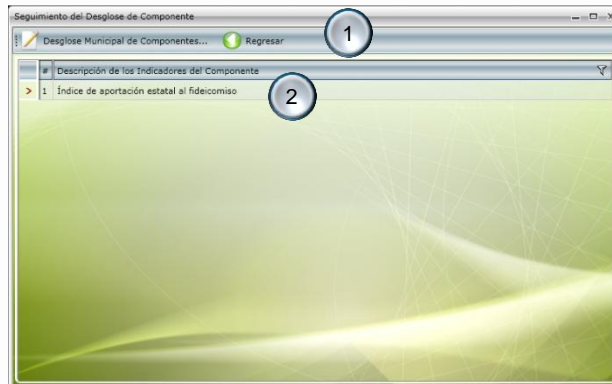 Seguimiento del Desglose de Componente
Desglose Municipal de Componentes... Regresar
1
# Descripción de los Indicadores del Componente
1 Índice de aportación estatal al fideicomiso
2